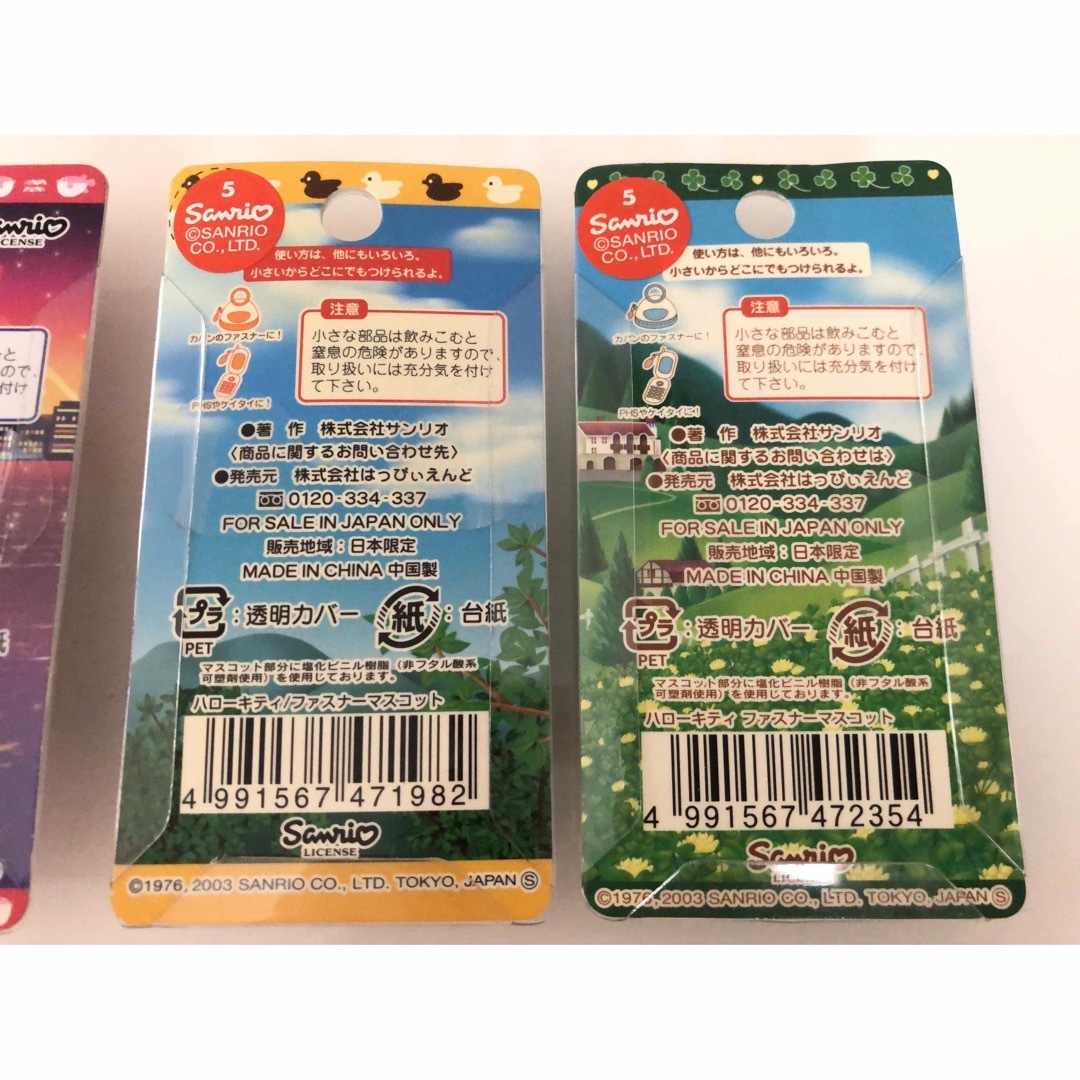 Sanrio
LICENSE
ので、
付け
紙
5
Sanrio
©SANRIO
CO., LTD.
使い方は、他にもいろいろ。
小さいからどこにでもつけられるよ。
カバンのファスナーに!
PHSやケイタイに!
注意
小さな部品は飲みこむと
窒息の危険がありますので、
取り扱いには充分気を付け
て下さい。
●著 作 株式会社サンリオ
〈商品に関するお問い合わせ先〉
●発売元 株式会社はっぴぃえんど
0120-334-337
FOR SALE IN JAPAN ONLY
販売地域:日本限定
MADE IN CHINA 中国製
プラ:透明カバー 紙:台紙
PET
マスコット部分に塩化ビニル樹脂(非フタル酸系
可塑剤使用)を使用しております。
ハローキティ/ファスナーマスコット
4 991567 471982
Sanrio
LICENSE
©1976, 2003 SANRIO CO., LTD. TOKYO, JAPAN Ⓢ
5
Sanrio
©SANRIO
CO., LTD.
使い方は、他にもいろいろ。
小さいからどこにでもつけられるよ。
カバンのファスナーに!
PHSやケイタイに!
注意
小さな部品は飲みこむと
窒息の危険がありますので、
取り扱いには充分気を付け
て下さい。
●著 作 株式会社サンリオ
〈商品に関するお問い合わせは〉
●発売元 株式会社はっぴぃえんど
0120-334-337
FOR SALE IN JAPAN ONLY
販売地域:日本限定
MADE IN CHINA 中国製
プラ:透明カバー 紙:台紙
PET
マスコット部分に塩化ビニル樹脂(非フタル酸系
可塑剤使用)を使用しております。
ハローキティ ファスナーマスコット
4 991567 472354
Sanrio
LICENSE
©1976, 2003 SANRIO CO., LTD. TOKYO, JAPAN Ⓢ